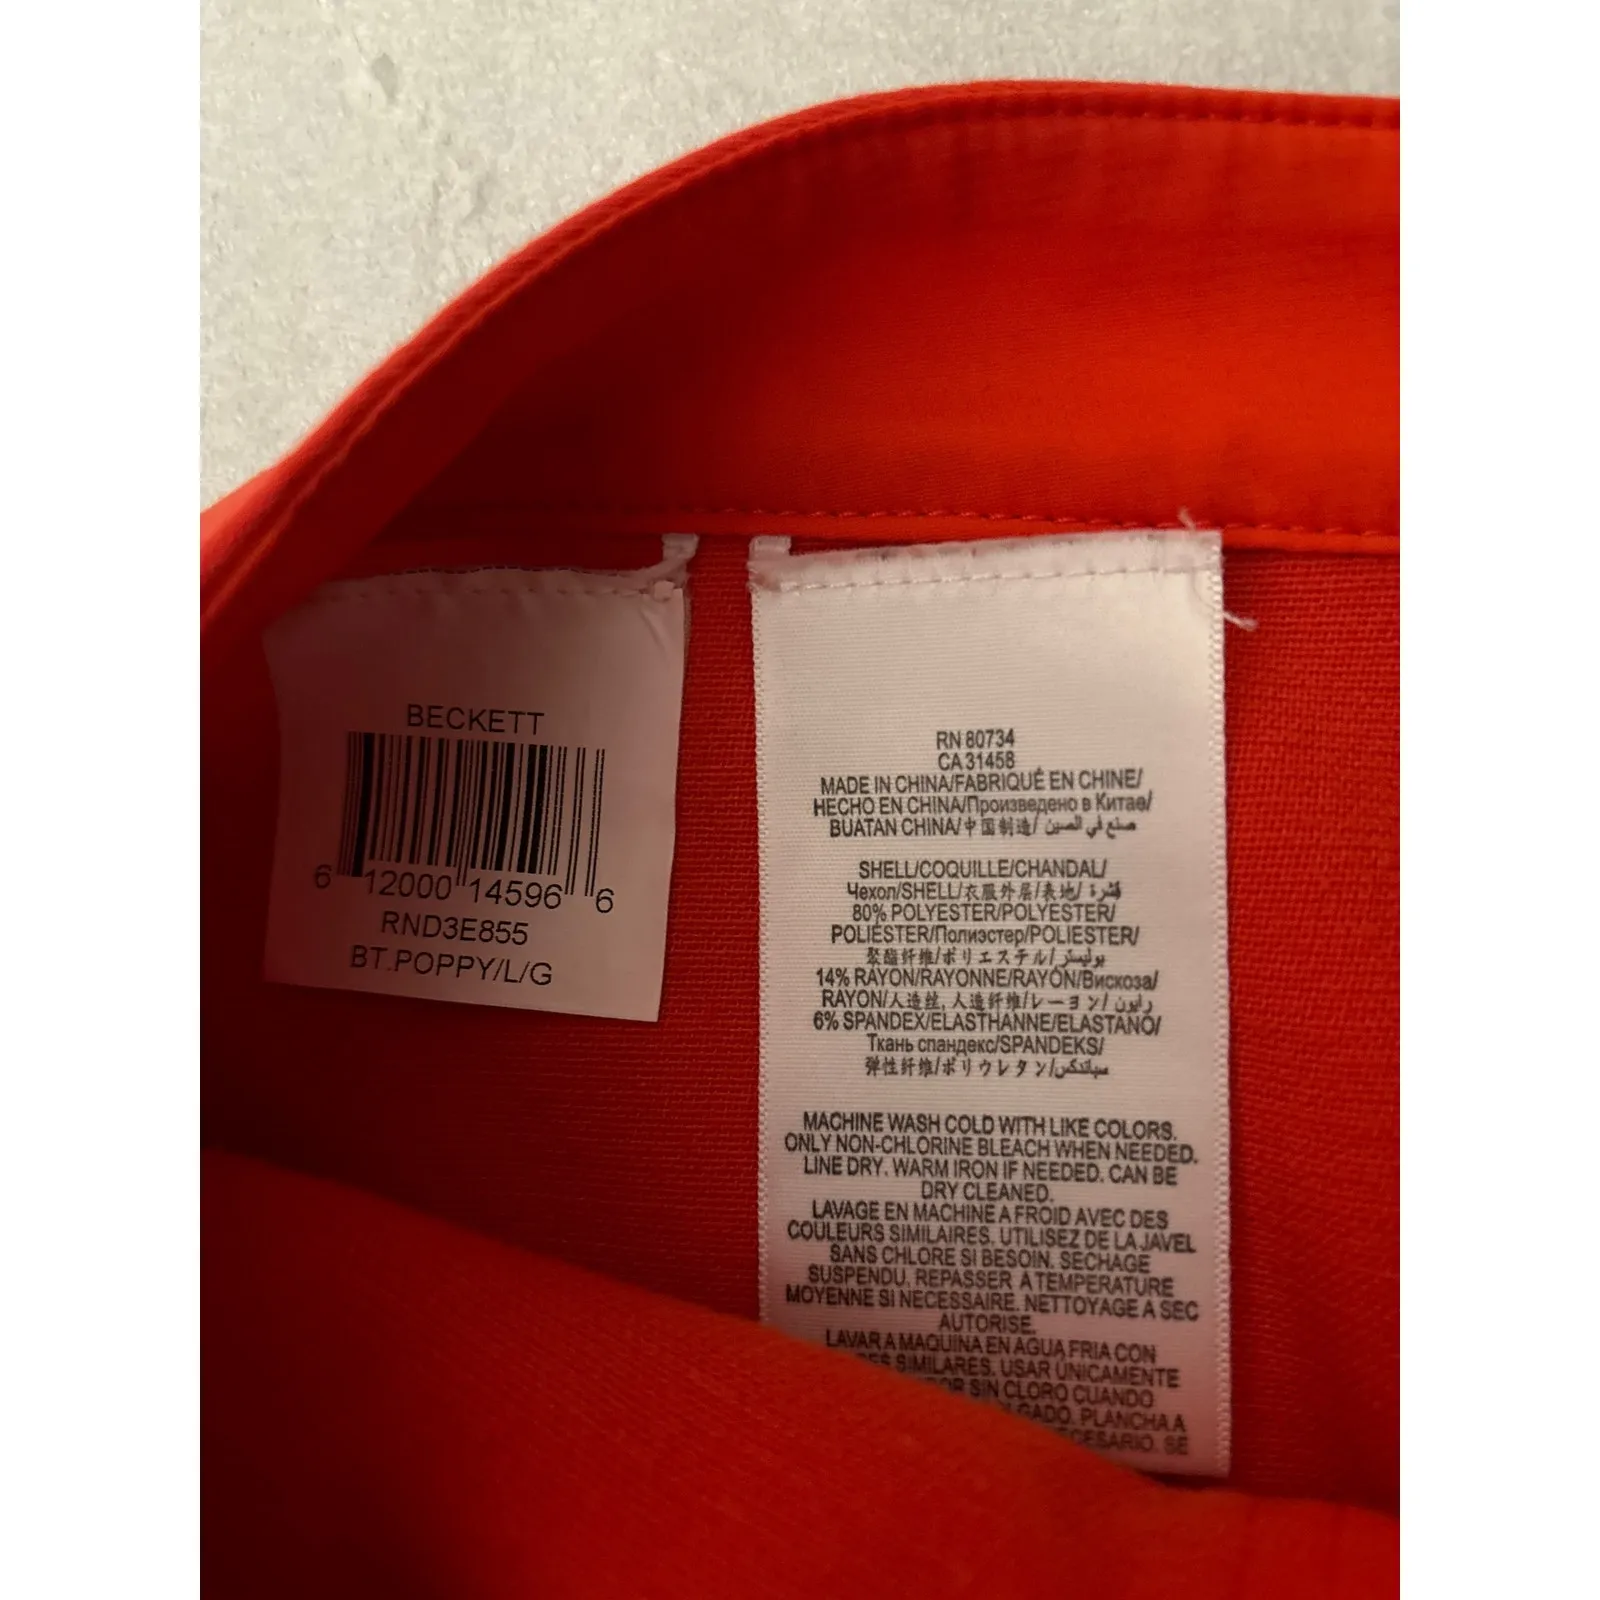 BECKETT
6 12000 14596 6
RND3E855
BT.POPPY/L/G
RN 80734
CA 31458
MADE IN CHINA/FABRIQUÉ EN CHINE/
HECHO EN CHINA/Произведено в Китае/
BUATAN CHINA/中国制造/ صنع في الصين
SHELL/COQUILLE/CHANDAL/
Чехол/SHELL/衣服外层/表地/ قشرة
80% POLYESTER/POLYESTER/
POLIÉSTER/Полиэстер/POLIESTER/
聚酯纤维/ポリエステル/ بوليستر
14% RAYON/RAYONNE/RAYÓN/Вискоза/
RAYON/人造丝, 人造纤维/レーヨン/ رايون
6% SPANDEX/ELASTHANNE/ELASTANO/
Ткань спандекс/SPANDEKS/
弹性纤维/ポリウレタン/سباندكس
MACHINE WASH COLD WITH LIKE COLORS.
ONLY NON-CHLORINE BLEACH WHEN NEEDED.
LINE DRY. WARM IRON IF NEEDED. CAN BE
DRY CLEANED.
LAVAGE EN MACHINE A FROID AVEC DES
COULEURS SIMILAIRES. UTILISEZ DE LA JAVEL
SANS CHLORE SI BESOIN. SECHAGE
SUSPENDU. REPASSER A TEMPERATURE
MOYENNE SI NECESSAIRE. NETTOYAGE A SEC
AUTORISE.
LAVAR A MAQUINA EN AGUA FRIA CON
SIMILARES. USAR ÚNICAMENTE
SIN CLORO CUANDO
PLANCHA A
SE